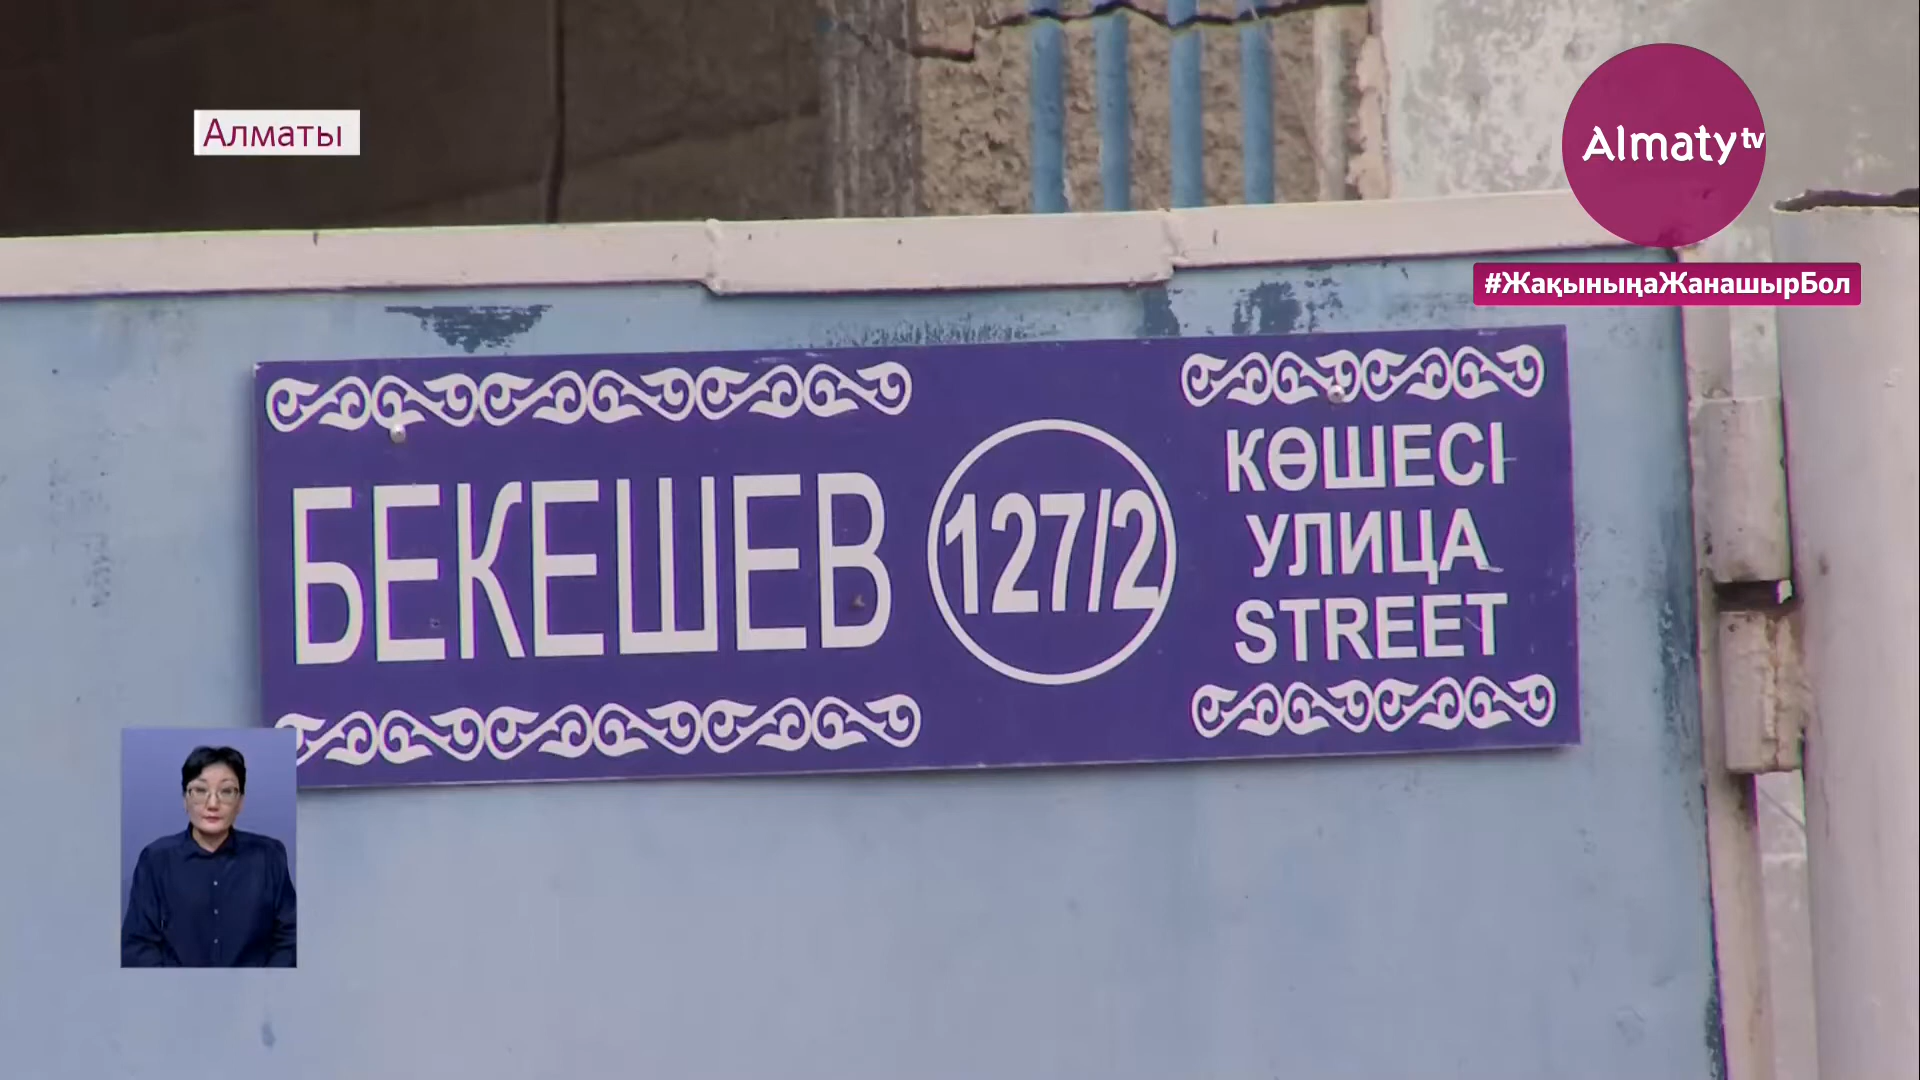 Алматы
Almaty tv
#ЖақыныңаЖанашырБол
БЕКЕШЕВ
127/2
КӨШЕСІ
УЛИЦА
STREET